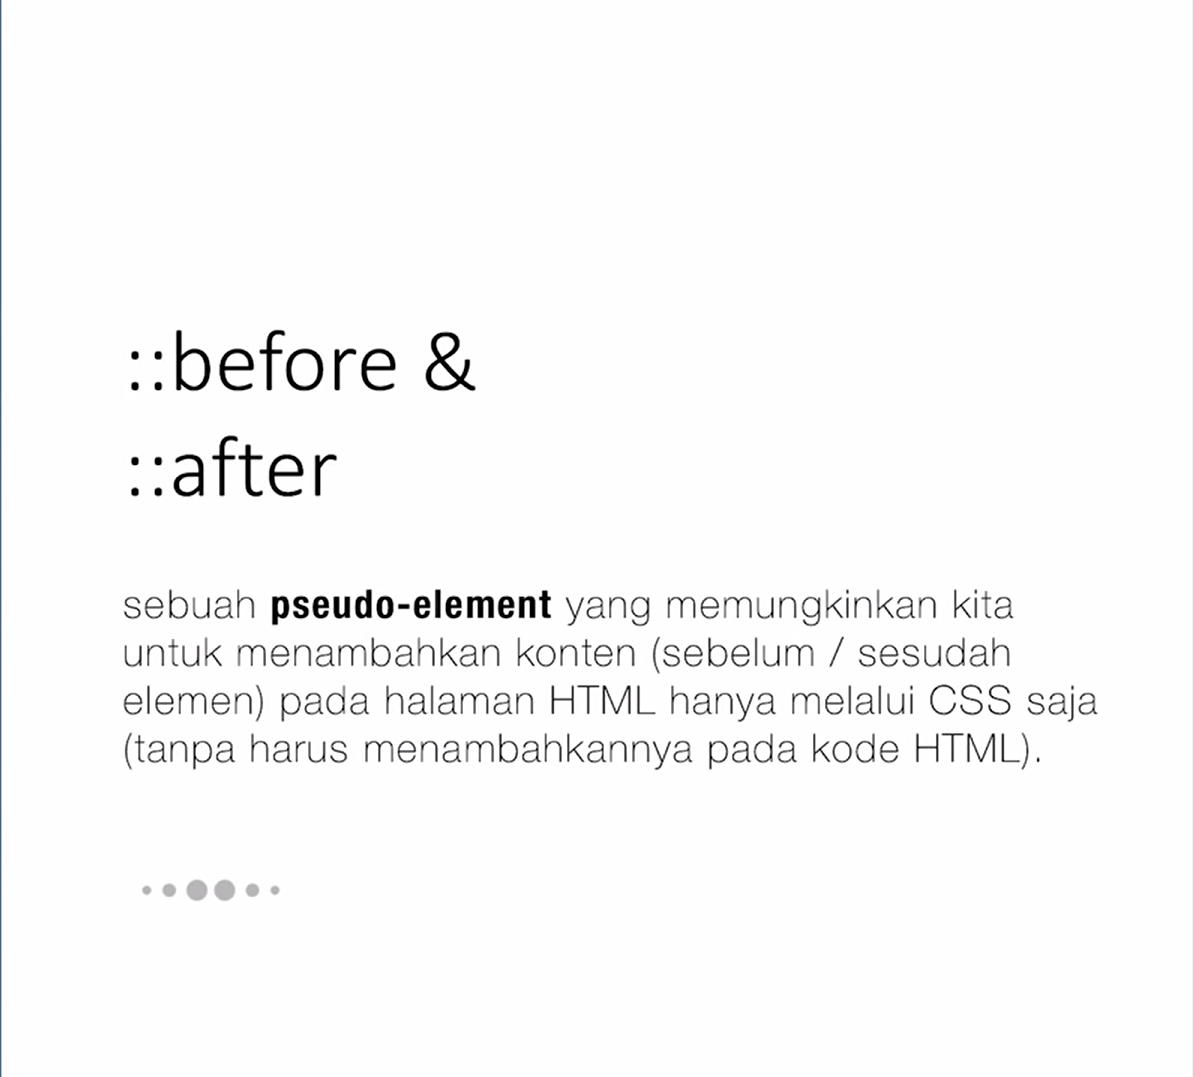 ::before &
::after
sebuah pseudo-element yang memungkinkan kita
untuk menambahkan konten (sebelum / sesudah
elemen) pada halaman HTML hanya melalui CSS saja
(tanpa harus menambahkannya pada kode HTML).